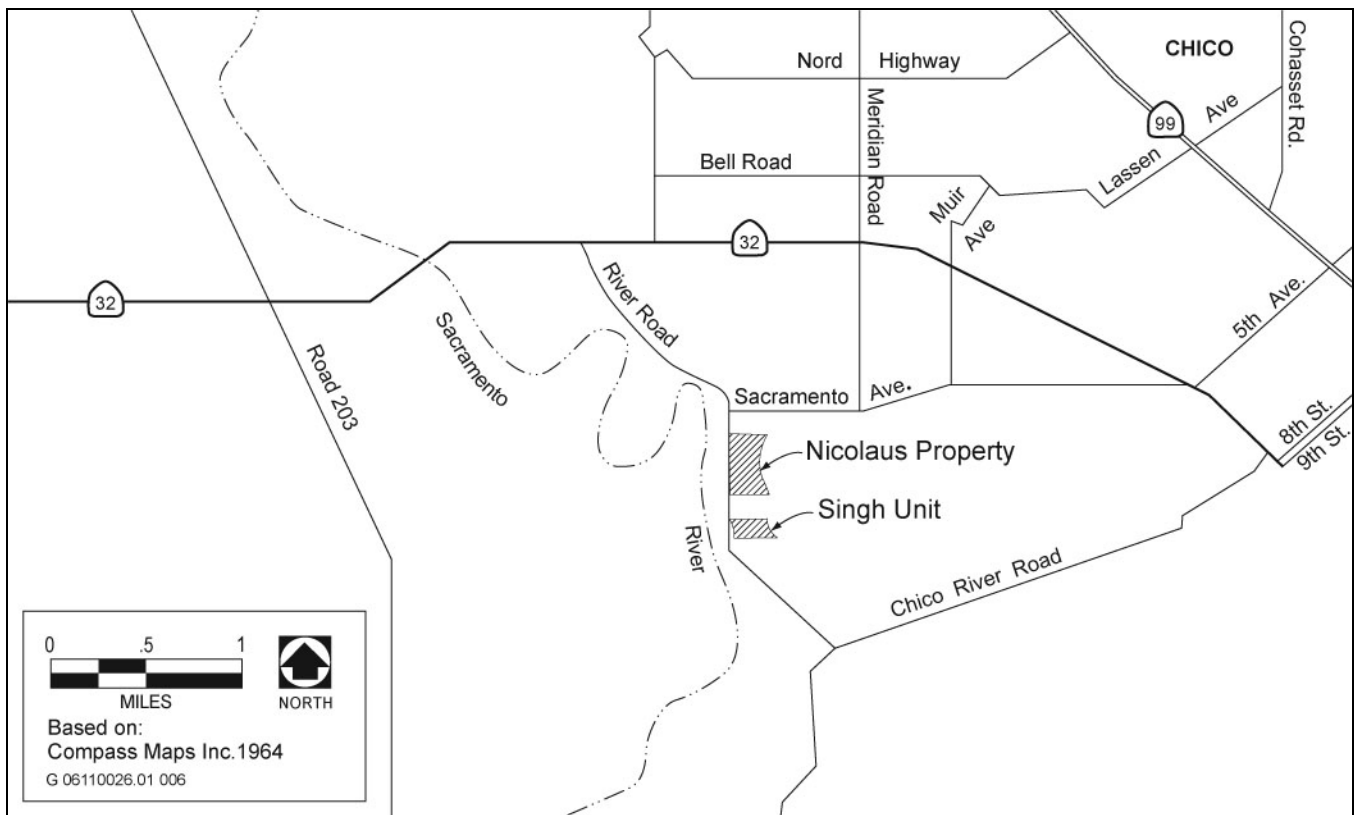 CHICO
Cohasset Rd.
Nord Highway
99
Lassen Ave
Meridian Road
Bell Road
Muir Ave
32
32
River Road
5th Ave.
Sacramento
River
Road 203
Sacramento Ave.
8th St.
9th St.
Nicolaus Property
Singh Unit
Chico River Road
0 .5 1
MILES
NORTH
Based on:
Compass Maps Inc.1964
G 06110026.01 006